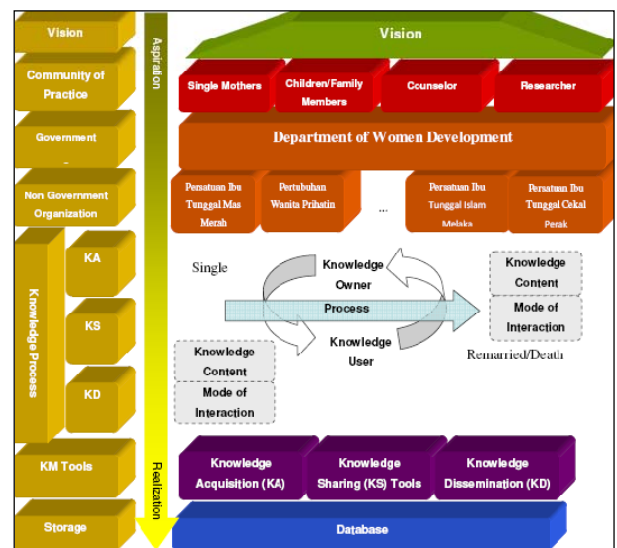 Vision
Community of
Practice
Government
–
Non Government
Organization
Knowledge Process
KA
KS
KD
KM Tools
Storage
Aspiration
Realization
Vision
Single Mothers
Children/Family
Members
Counselor
Researcher
Department of Women Development
Persatuan Ibu
Tunggal Mas
Merah
Pertubuhan
Wanita Prihatin
...
Persatuan Ibu
Tunggal Islam
Melaka
Persatuan Ibu
Tunggal Cekal
Perak
Single
Knowledge
Owner
Process
Knowledge
User
Knowledge
Content
Mode of
Interaction
Remarried/Death
Knowledge
Content
Mode of
Interaction
Knowledge
Acquisition (KA)
Knowledge
Sharing (KS) Tools
Knowledge
Dissemination (KD)
Database